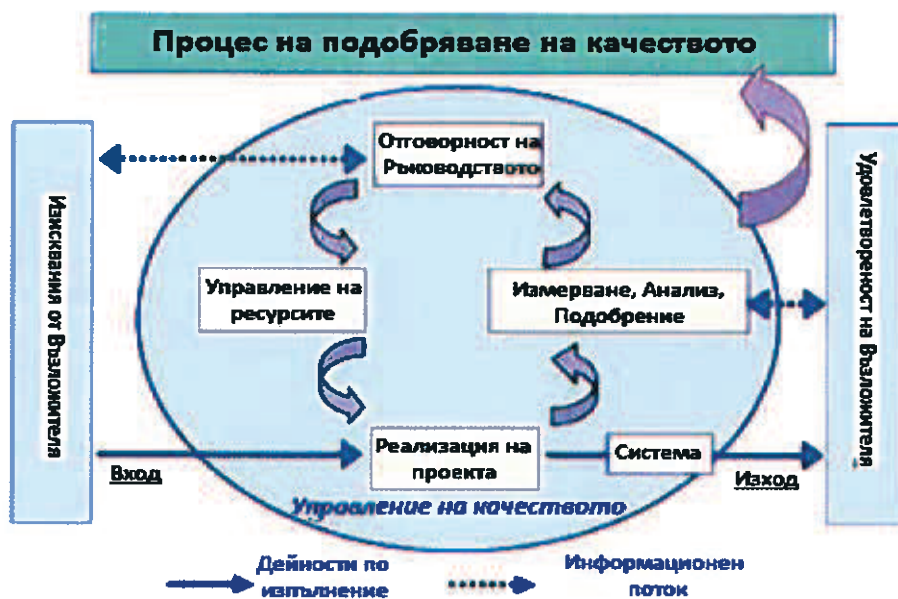 Процес на подобряване на качеството
Изисквания от Възложителя
Отговорност на
Ръководството
Управление на
ресурсите
Измерване, Анализ,
Подобрение
Реализация на
проекта
Система
Вход
Изход
Управление на качеството
Удовлетвореност на Възложителя
Дейности по
изпълнение
Информационен
поток